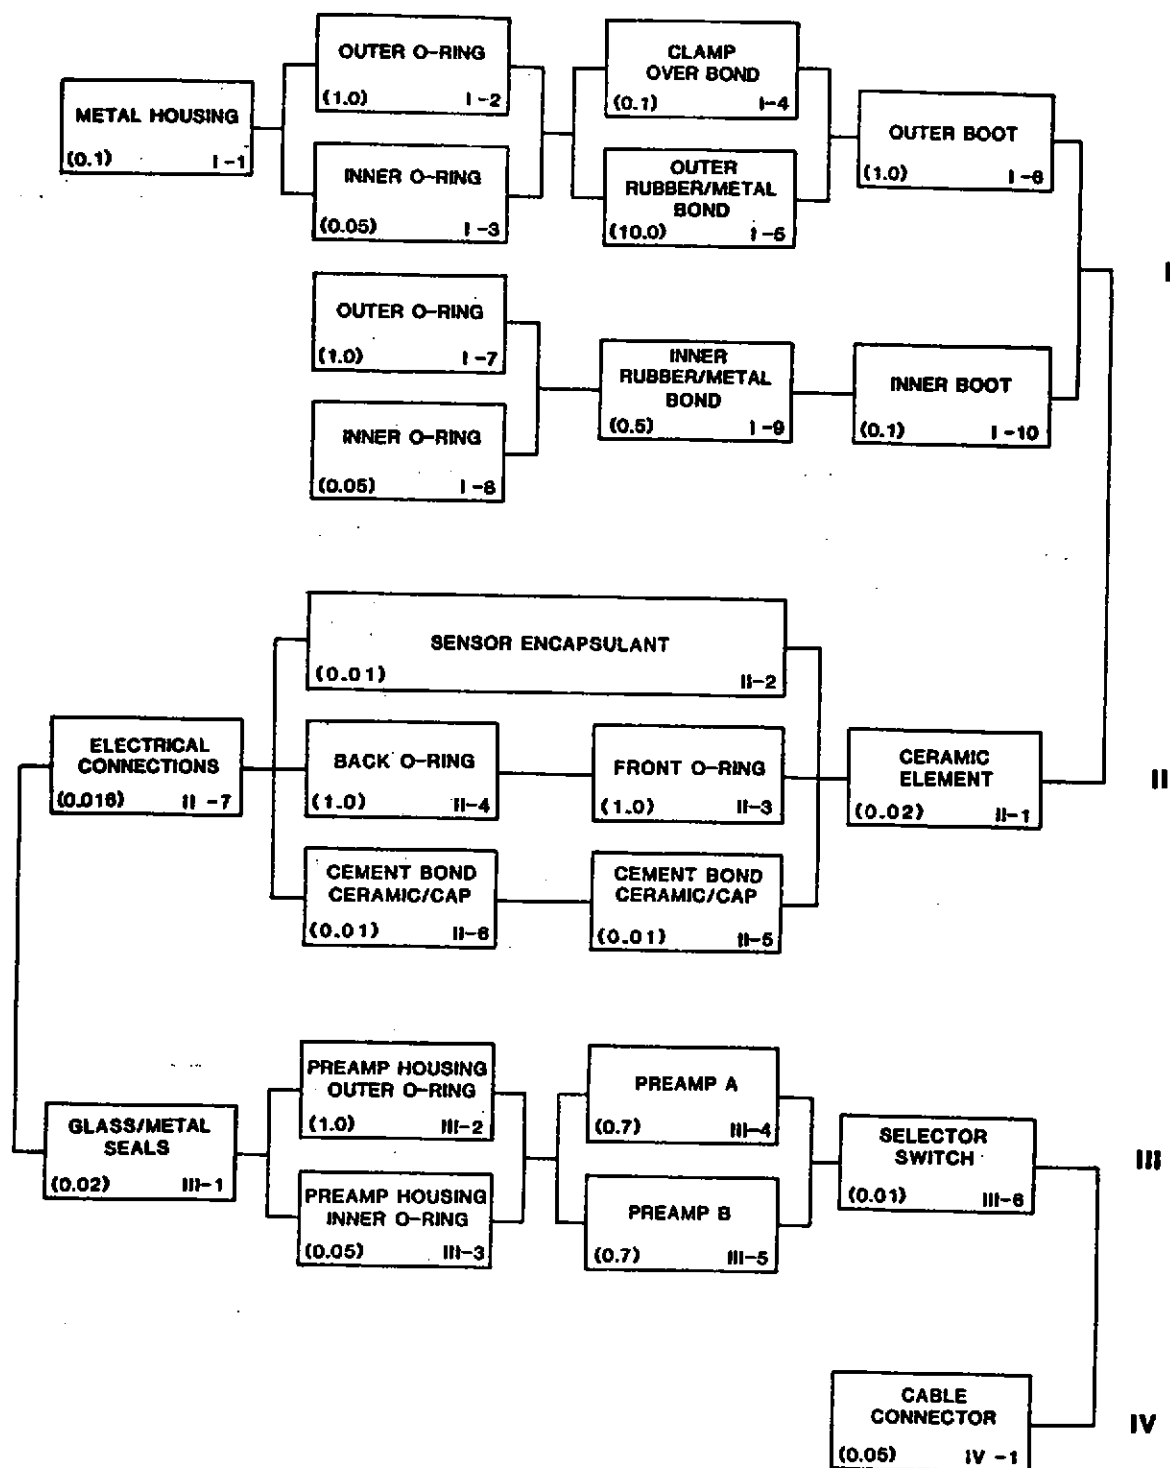 METAL HOUSING
(0.1) I-1
OUTER O-RING
(1.0) I-2
INNER O-RING
(0.05) I-3
CLAMP
OVER BOND
(0.1) I-4
OUTER
RUBBER/METAL
BOND
(10.0) I-5
OUTER BOOT
(1.0) I-6
I
OUTER O-RING
(1.0) I-7
INNER O-RING
(0.05) I-8
INNER
RUBBER/METAL
BOND
(0.5) I-9
INNER BOOT
(0.1) I-10
SENSOR ENCAPSULANT
(0.01) II-2
ELECTRICAL
CONNECTIONS
(0.016) II-7
BACK O-RING
(1.0) II-4
FRONT O-RING
(1.0) II-3
CERAMIC
ELEMENT
(0.02) II-1
II
CEMENT BOND
CERAMIC/CAP
(0.01) II-6
CEMENT BOND
CERAMIC/CAP
(0.01) II-5
GLASS/METAL
SEALS
(0.02) III-1
PREAMP HOUSING
OUTER O-RING
(1.0) III-2
PREAMP HOUSING
INNER O-RING
(0.05) III-3
PREAMP A
(0.7) III-4
PREAMP B
(0.7) III-5
SELECTOR
SWITCH
(0.01) III-6
III
CABLE
CONNECTOR
(0.05) IV-1
IV